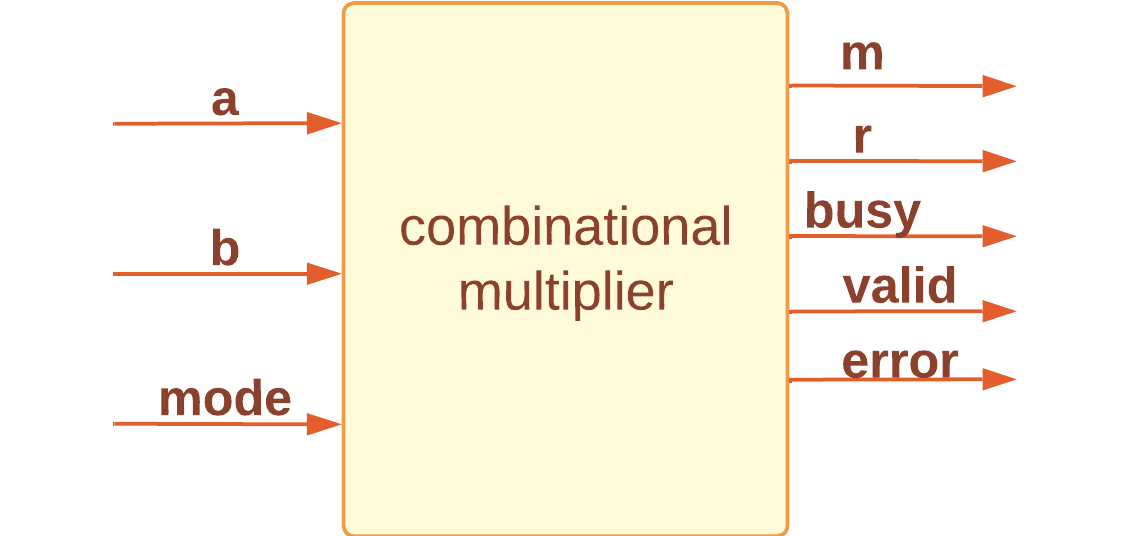 a
b
mode
combinational
multiplier
m
r
busy
valid
error